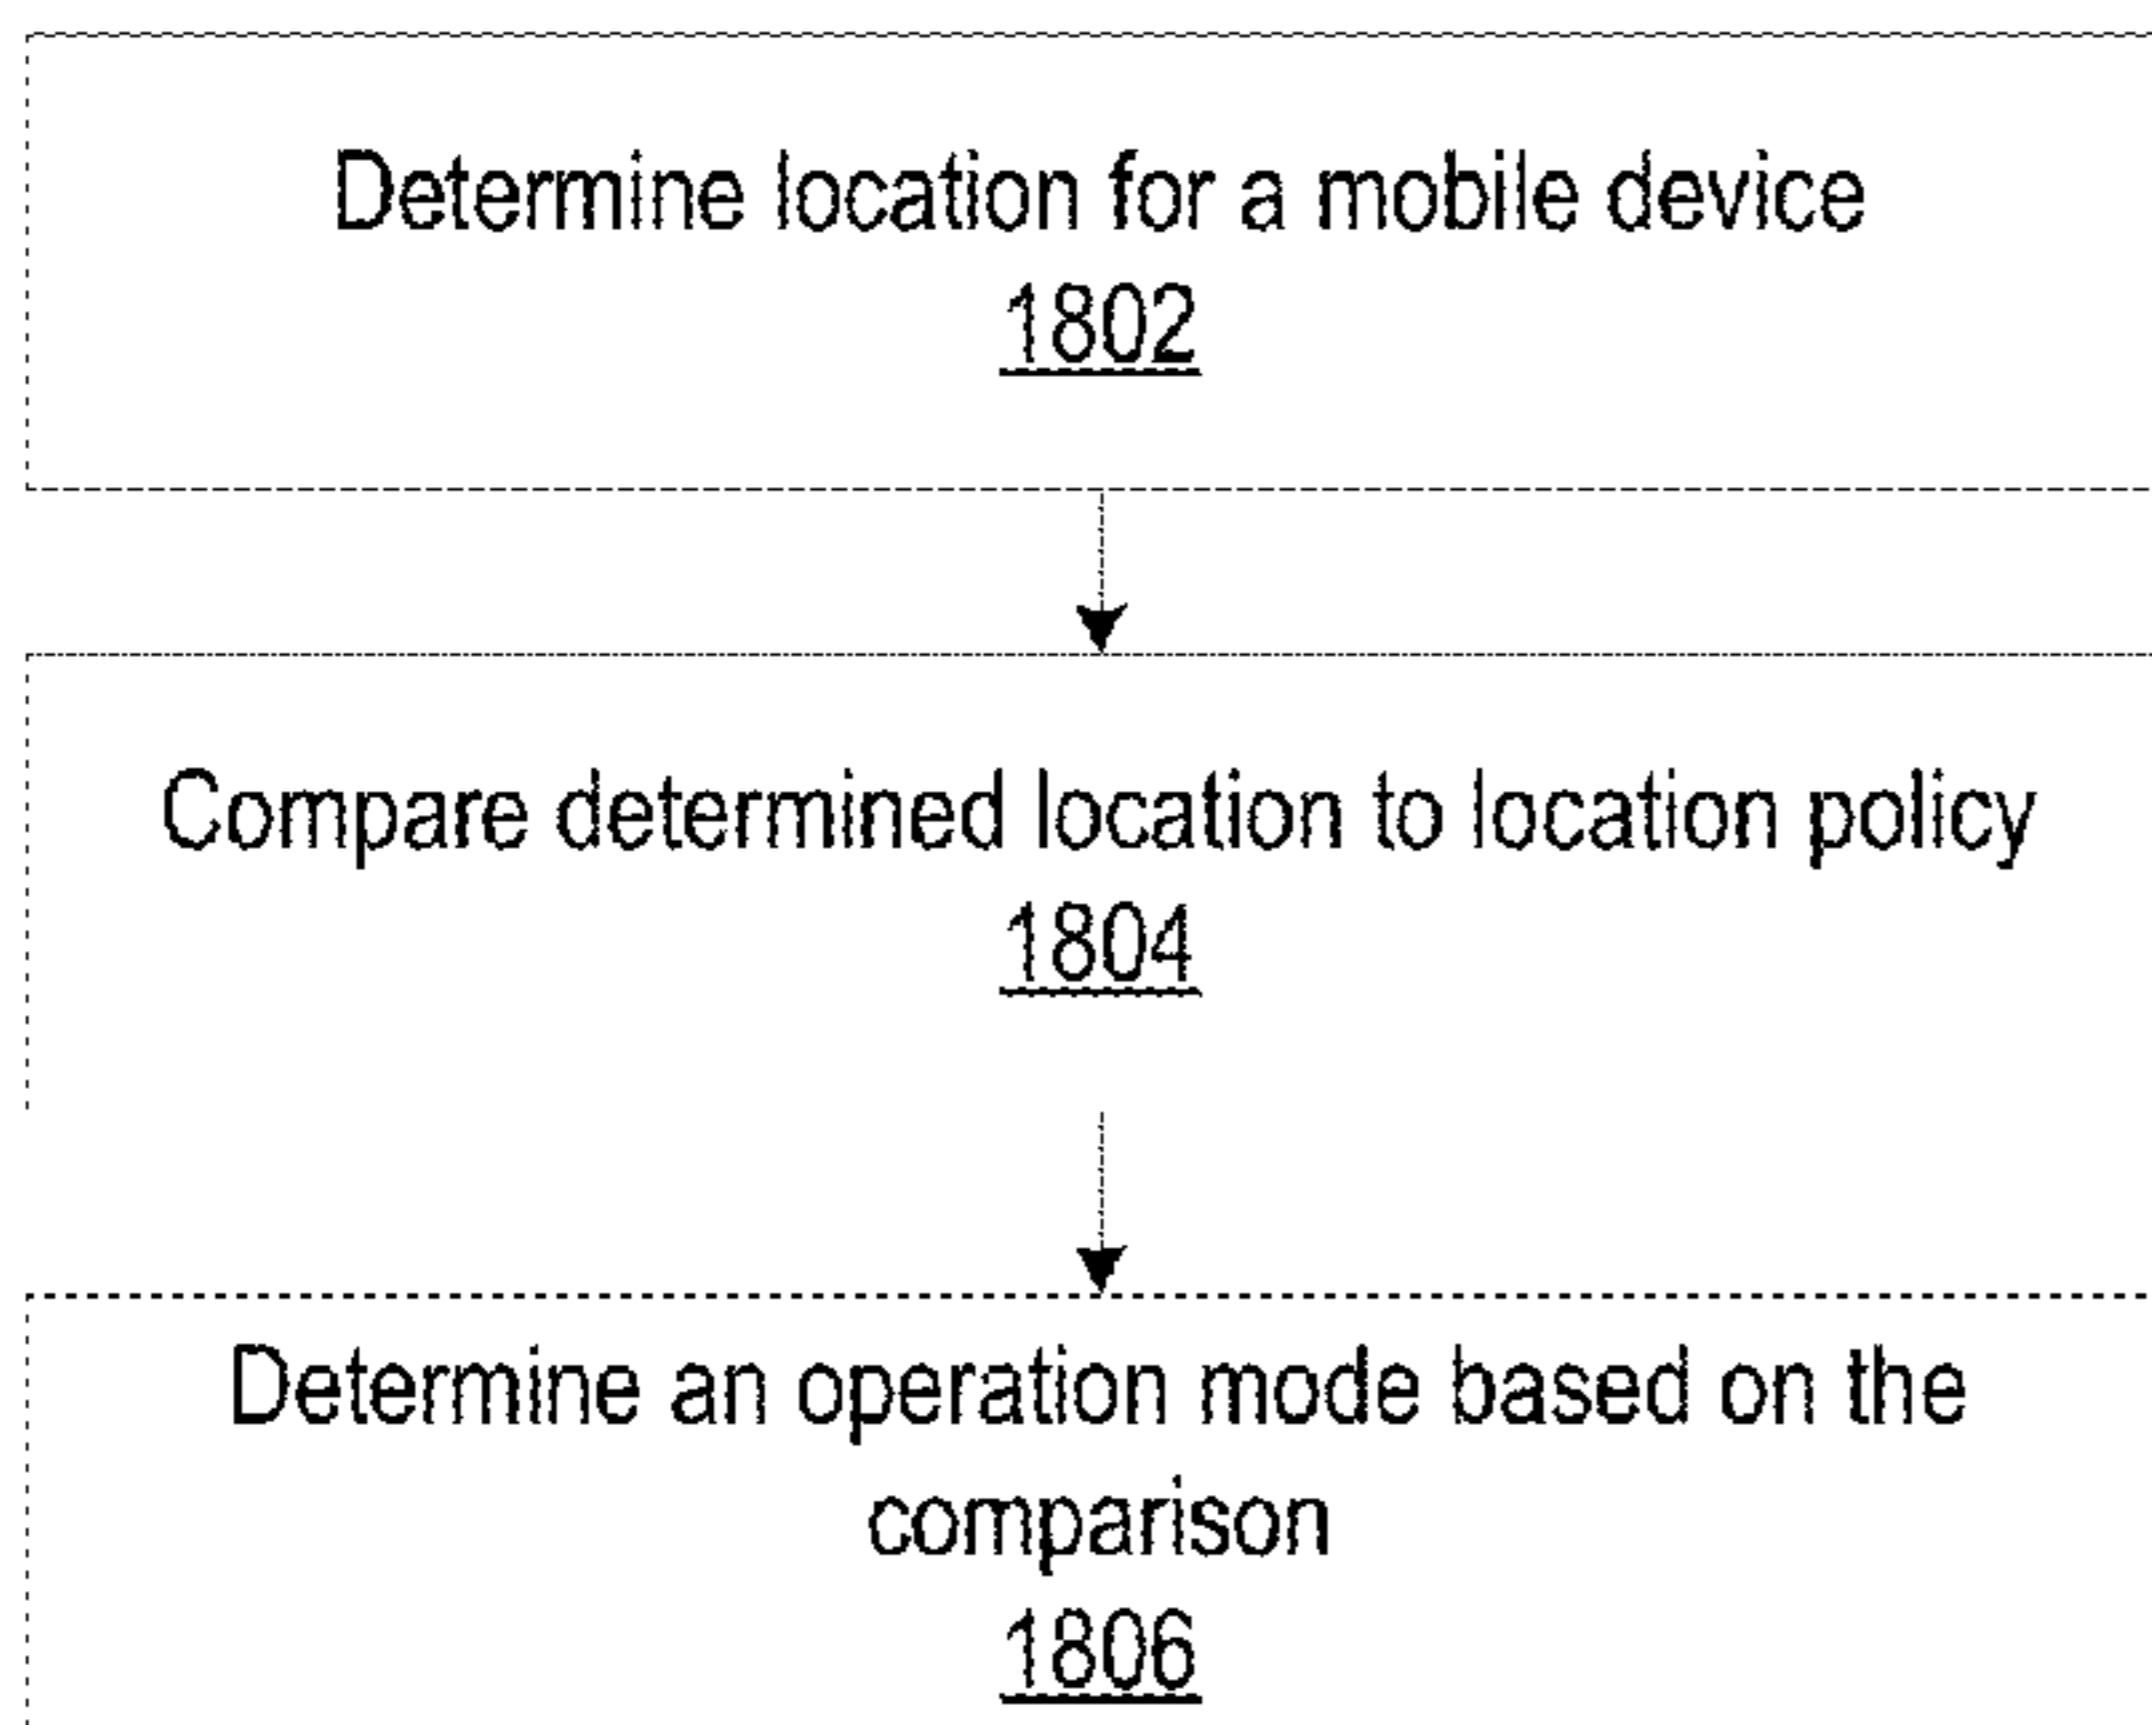 Determine location for a mobile device
1802
Compare determined location to location policy
1804
Determine an operation mode based on the
comparison
1806